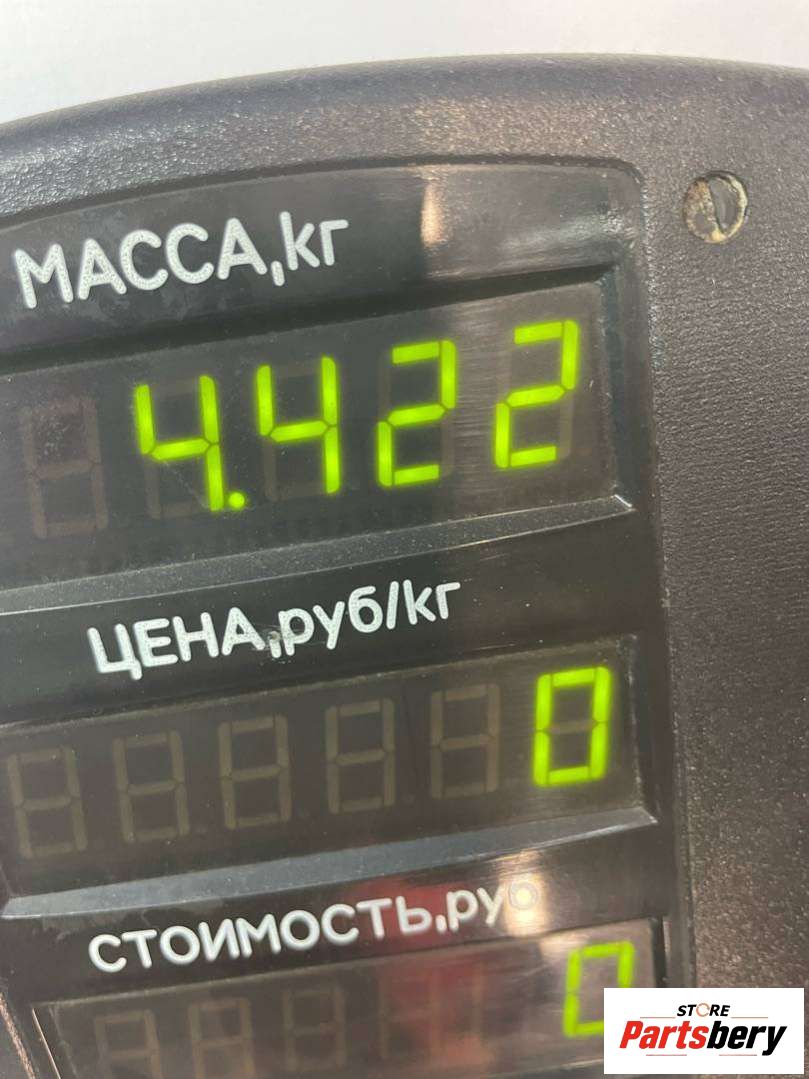 МАССА,кг
4.422
ЦЕНА,руб/кг
0
СТОИМОСТЬ,руб
0
STORE
Partsbery